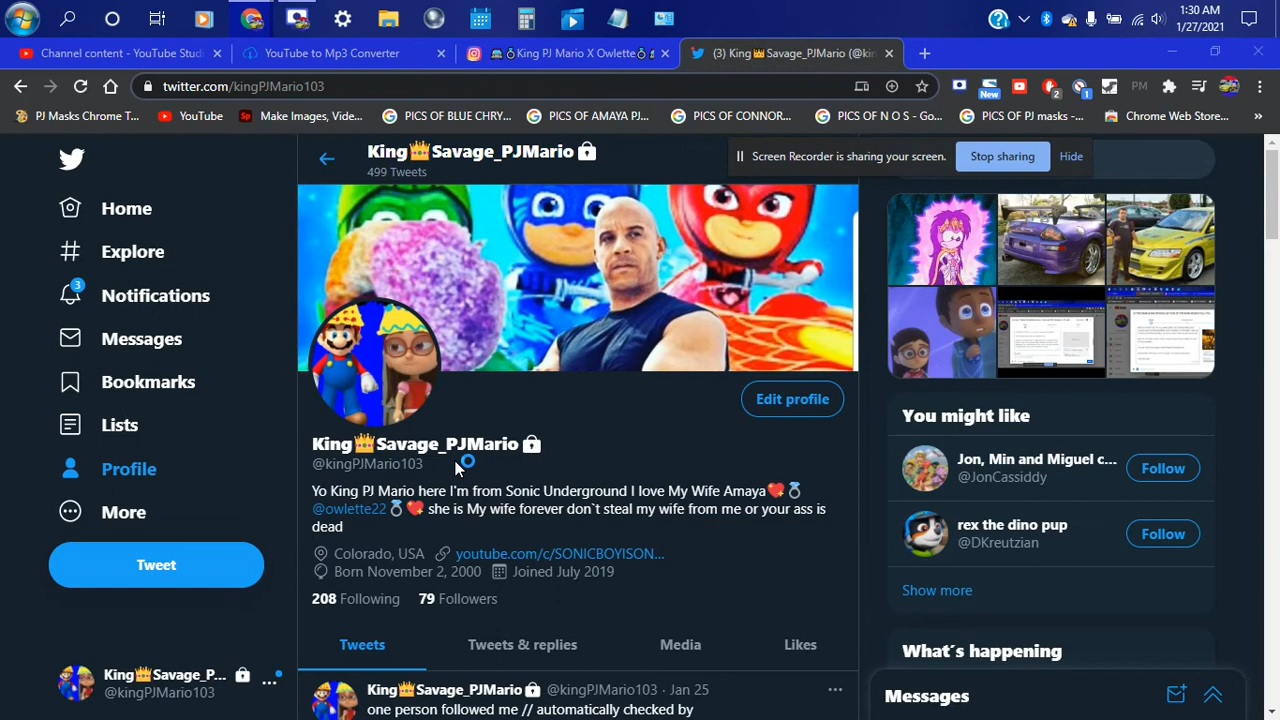 1:30 AM
1/27/2021
Channel content - YouTube Studi
YouTube to Mp3 Converter
King PJ Mario X Owlette
(3) King👑Savage_PJMario (@kin
twitter.com/kingPJMario103
New
2
1
PM
PJ Masks Chrome T...
YouTube
Make Images, Vide...
PICS OF BLUE CHRY...
PICS OF AMAYA PJ...
PICS OF CONNOR...
PICS OF N O S - Go...
PICS OF PJ masks -...
Chrome Web Store...
King👑Savage_PJMario
499 Tweets
Screen Recorder is sharing your screen.
Stop sharing
Hide
Home
Explore
3
Notifications
Messages
Bookmarks
Lists
Profile
More
Tweet
Edit profile
King👑Savage_PJMario
@kingPJMario103
Yo King PJ Mario here I'm from Sonic Underground I love My Wife Amaya💖💍
@owlette22💍💖 she is My wife forever don`t steal my wife from me or your ass is
dead
Colorado, USA youtube.com/c/SONICBOYISON...
Born November 2, 2000 Joined July 2019
208 Following 79 Followers
Tweets
Tweets & replies
Media
Likes
King👑Savage_PJMario @kingPJMario103 · Jan 25
one person followed me // automatically checked by
You might like
Jon, Min and Miguel c...
@JonCassidy
Follow
rex the dino pup
@DKreutzian
Follow
Show more
What´s happening
Messages
King👑Savage_P...
@kingPJMario103